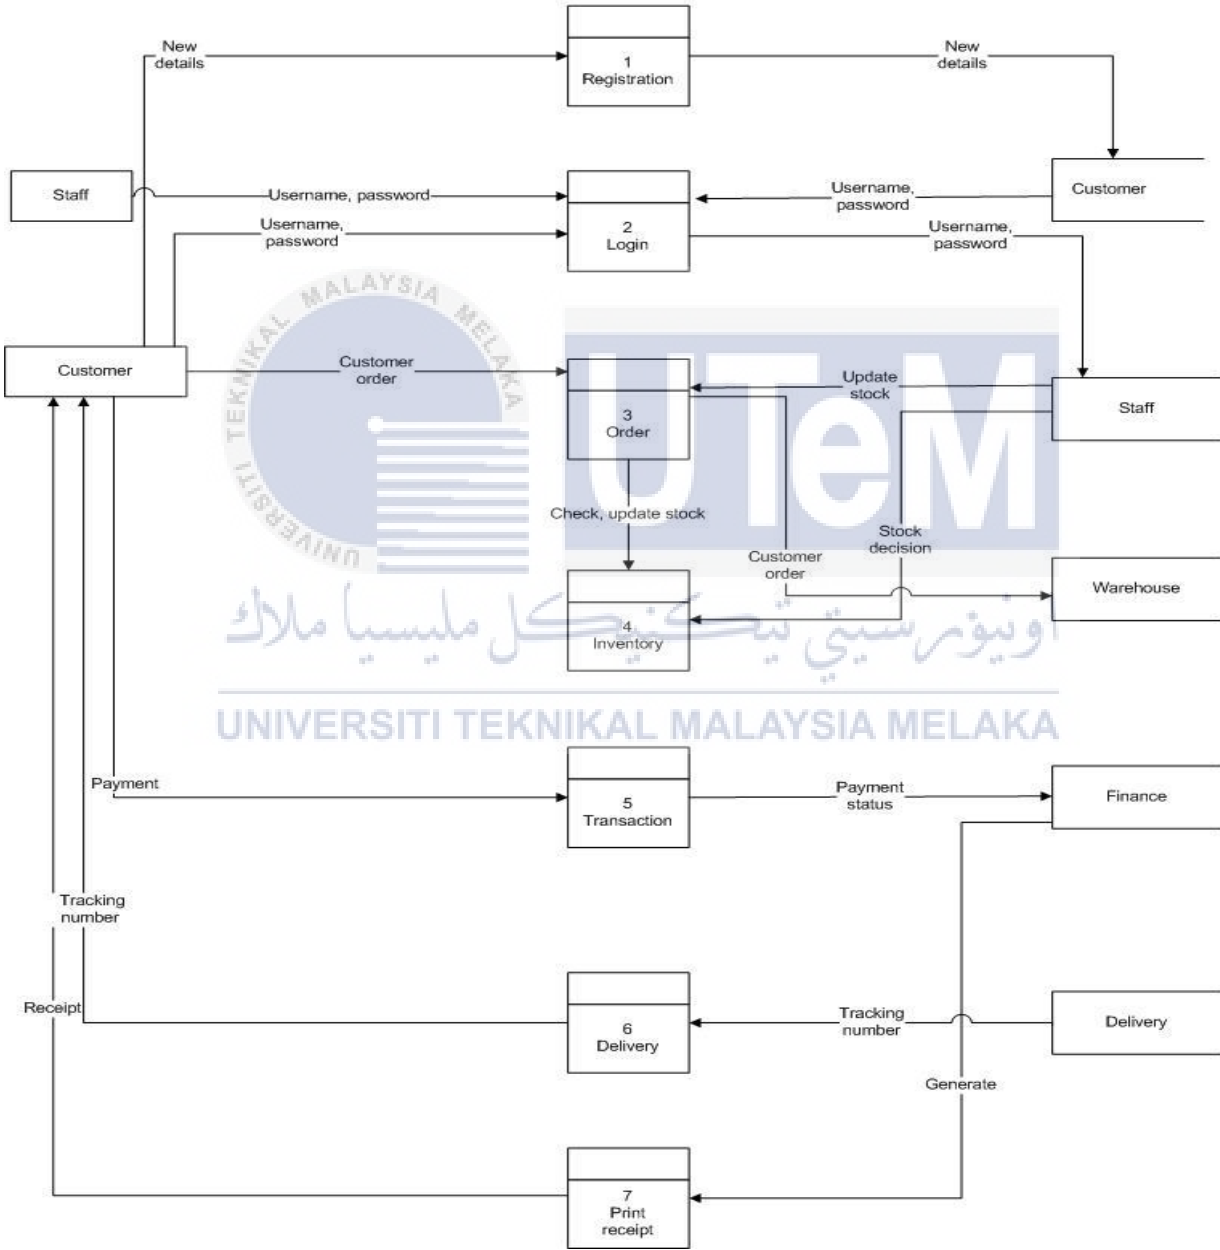 New
details
1
Registration
New
details
Staff
Username, password
Username,
password
Customer
Username,
password
2
Login
Username,
password
UNIVERSITI TEKNIKAL MALAYSIA MELAKA
UTeM
Customer
Customer
order
3
Order
Update
stock
Staff
Check, update stock
Stock
decision
Customer
order
Warehouse
اونيۏرسيتي تيكنيكل مليسيا ملاك
4
Inventory
UNIVERSITI TEKNIKAL MALAYSIA MELAKA
Payment
5
Transaction
Payment
status
Finance
Tracking
number
Receipt
6
Delivery
Tracking
number
Delivery
Generate
7
Print
receipt